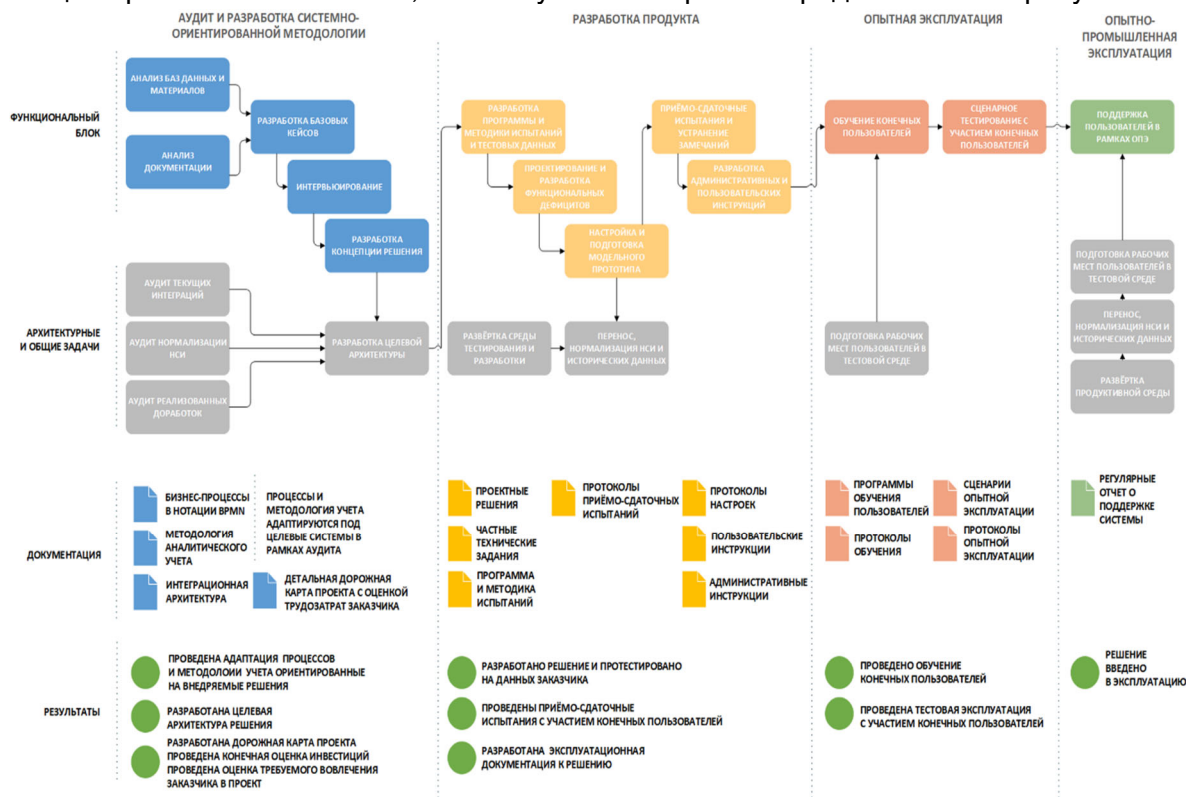 АУДИТ И РАЗРАБОТКА СИСТЕМНО-
ОРИЕНТИРОВАННОЙ МЕТОДОЛОГИИ
РАЗРАБОТКА ПРОДУКТА
ОПЫТНАЯ ЭКСПЛУАТАЦИЯ
ОПЫТНО-
ПРОМЫШЛЕННАЯ
ЭКСПЛУАТАЦИЯ
ФУНКЦИОНАЛЬНЫЙ
БЛОК
АНАЛИЗ БАЗ ДАННЫХ И
МАТЕРИАЛОВ
АНАЛИЗ
ДОКУМЕНТАЦИИ
РАЗРАБОТКА БАЗОВЫХ
КЕЙСОВ
ИНТЕРВЬЮИРОВАНИЕ
РАЗРАБОТКА
КОНЦЕПЦИИ РЕШЕНИЯ
РАЗРАБОТКА
ПРОГРАММЫ И
МЕТОДИКИ ИСПЫТАНИЙ
И ТЕСТОВЫХ ДАННЫХ
ПРОЕКТИРОВАНИЕ И
РАЗРАБОТКА
ФУНКЦИОНАЛЬНЫХ
ДЕФИЦИТОВ
НАСТРОЙКА И
ПОДГОТОВКА
МОДЕЛЬНОГО
ПРОТОТИПА
ПРИЁМО-СДАТОЧНЫЕ
ИСПЫТАНИЯ И
УСТРАНЕНИЕ
ЗАМЕЧАНИЙ
РАЗРАБОТКА
АДМИНИСТРАТИВНЫХ И
ПОЛЬЗОВАТЕЛЬСКИХ
ИНСТРУКЦИЙ
ОБУЧЕНИЕ КОНЕЧНЫХ
ПОЛЬЗОВАТЕЛЕЙ
СЦЕНАРНОЕ
ТЕСТИРОВАНИЕ С
УЧАСТИЕМ КОНЕЧНЫХ
ПОЛЬЗОВАТЕЛЕЙ
ПОДДЕРЖКА
ПОЛЬЗОВАТЕЛЕЙ В
РАМКАХ ОПЭ
АРХИТЕКТУРНЫЕ
И ОБЩИЕ ЗАДАЧИ
АУДИТ ТЕКУЩИХ
ИНТЕГРАЦИЙ
АУДИТ НОРМАЛИЗАЦИИ
НСИ
АУДИТ РЕАЛИЗОВАННЫХ
ДОРАБОТОК
РАЗРАБОТКА ЦЕЛЕВОЙ
АРХИТЕКТУРЫ
РАЗВЁРТКА СРЕДЫ
ТЕСТИРОВАНИЯ И
РАЗРАБОТКИ
ПЕРЕНОС,
НОРМАЛИЗАЦИЯ НСИ И
ИСТОРИЧЕСКИХ ДАННЫХ
ПОДГОТОВКА РАБОЧИХ
МЕСТ ПОЛЬЗОВАТЕЛЕЙ В
ТЕСТОВОЙ СРЕДЕ
ПОДГОТОВКА РАБОЧИХ
МЕСТ ПОЛЬЗОВАТЕЛЕЙ В
ТЕСТОВОЙ СРЕДЕ
ПЕРЕНОС,
НОРМАЛИЗАЦИЯ НСИ И
ИСТОРИЧЕСКИХ ДАННЫХ
РАЗВЁРТКА
ПРОДУКТИВНОЙ СРЕДЫ
ДОКУМЕНТАЦИЯ
БИЗНЕС-ПРОЦЕССЫ
В НОТАЦИИ BPMN
МЕТОДОЛОГИЯ
АНАЛИТИЧЕСКОГО
УЧЕТА
ИНТЕГРАЦИОННАЯ
АРХИТЕКТУРА
ПРОЦЕССЫ И
МЕТОДОЛОГИЯ УЧЕТА
АДАПТИРУЮТСЯ ПОД
ЦЕЛЕВЫЕ СИСТЕМЫ В
РАМКАХ АУДИТА
ДЕТАЛЬНАЯ ДОРОЖНАЯ
КАРТА ПРОЕКТА С ОЦЕНКОЙ
ТРУДОЗАТРАТ ЗАКАЗЧИКА
ПРОЕКТНЫЕ
РЕШЕНИЯ
ЧАСТНЫЕ
ТЕХНИЧЕСКИЕ
ЗАДАНИЯ
ПРОГРАММА
И МЕТОДИКА
ИСПЫТАНИЙ
ПРОТОКОЛЫ
ПРИЁМО-СДАТОЧНЫХ
ИСПЫТАНИЙ
ПРОТОКОЛЫ
НАСТРОЕК
ПОЛЬЗОВАТЕЛЬСКИЕ
ИНСТРУКЦИИ
АДМИНИСТРАТИВНЫЕ
ИНСТРУКЦИИ
ПРОГРАММЫ
ОБУЧЕНИЯ
ПОЛЬЗОВАТЕЛЕЙ
ПРОТОКОЛЫ
ОБУЧЕНИЯ
СЦЕНАРИИ
ОПЫТНОЙ
ЭКСПЛУАТАЦИИ
ПРОТОКОЛЫ
ОПЫТНОЙ
ЭКСПЛУАТАЦИИ
РЕГУЛЯРНЫЕ
ОТЧЕТ О
ПОДДЕРЖКЕ
СИСТЕМЫ
РЕЗУЛЬТАТЫ
ПРОВЕДЕНА АДАПТАЦИЯ ПРОЦЕССОВ
И МЕТОДОЛОИИ УЧЕТА ОРИЕНТИРОВАННЫЕ
НА ВНЕДРЯЕМЫЕ РЕШЕНИЯ
РАЗРАБОТАНА ЦЕЛЕВАЯ
АРХИТЕКТУРА РЕШЕНИЯ
РАЗРАБОТАНА ДОРОЖНАЯ КАРТА ПРОЕКТА
ПРОВЕДЕНА КОНЕЧНАЯ ОЦЕНКА ИНВЕСТИЦИЙ
ПРОВЕДЕНА ОЦЕНКА ТРЕБУЕМОГО ВОВЛЕЧЕНИЯ
ЗАКАЗЧИКА В ПРОЕКТ
РАЗРАБОТАНО РЕШЕНИЕ И ПРОТЕСТИРОВАНО
НА ДАННЫХ ЗАКАЗЧИКА
ПРОВЕДЕНЫ ПРИЁМО-СДАТОЧНЫЕ
ИСПЫТАНИЯ С УЧАСТИЕМ КОНЕЧНЫХ ПОЛЬЗОВАТЕЛЕЙ
РАЗРАБОТАНА ЭКСПЛУАТАЦИОННАЯ
ДОКУМЕНТАЦИЯ К РЕШЕНИЮ
ПРОВЕДЕНО ОБУЧЕНИЕ
КОНЕЧНЫХ ПОЛЬЗОВАТЕЛЕЙ
ПРОВЕДЕНА ТЕСТОВАЯ ЭКСПЛУАТАЦИЯ
С УЧАСТИЕМ КОНЕЧНЫХ ПОЛЬЗОВАТЕЛЕЙ
РЕШЕНИЕ
ВВЕДЕНО
В ЭКСПЛУАТАЦИЮ